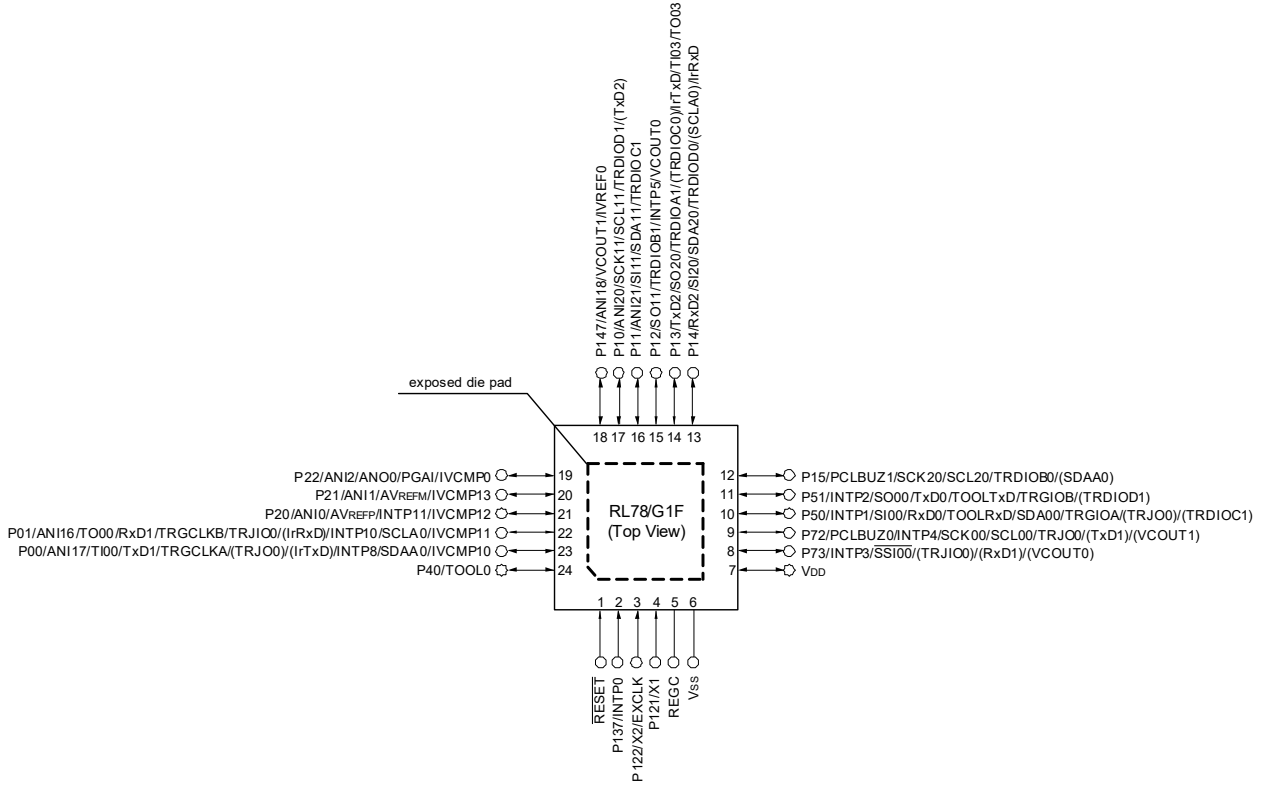 P147/ANI18/VCOUT1/IVREF0
P10/ANI20/SCK11/SCL11/TRDIOD1/(TxD2)
P11/ANI21/SI11/SDA11/TRDIOC1
P12/SO11/TRDIOB1/INTP5/VCOUT0
P13/TxD2/SO20/TRDIOA1/(TRDIOC0)/IrTxD/TI03/TO03
P14/RxD2/SI20/SDA20/TRDIOD0/(SCLA0)/IrRxD
exposed die pad
18 17 16 15 14 13
P22/ANI2/ANO0/PGAI/IVCMP0 19
P21/ANI1/AVREFM/IVCMP13 20
P20/ANI0/AVREFP/INTP11/IVCMP12 21
P01/ANI16/TO00/RxD1/TRGCLKB/TRJIO0/(IrRxD)/INTP10/SCLA0/IVCMP11 22
P00/ANI17/TI00/TxD1/TRGCLKA/(TRJO0)/(IrTxD)/INTP8/SDAA0/IVCMP10 23
P40/TOOL0 24
RL78/G1F
(Top View)
12 P15/PCLBUZ1/SCK20/SCL20/TRDIOB0/(SDAA0)
11 P51/INTP2/SO00/TxD0/TOOLTxD/TRGIOB/(TRDIOD1)
10 P50/INTP1/SI00/RxD0/TOOLRxD/SDA00/TRGIOA/(TRJO0)/(TRDIOC1)
9 P72/PCLBUZ0/INTP4/SCK00/SCL00/TRJO0/(TxD1)/(VCOUT1)
8 P73/INTP3/SSI00/(TRJIO0)/(RxD1)/(VCOUT0)
7 VDD
1 2 3 4 5 6
RESET
P137/INTP0
P122/X2/EXCLK
P121/X1
REGC
VSS